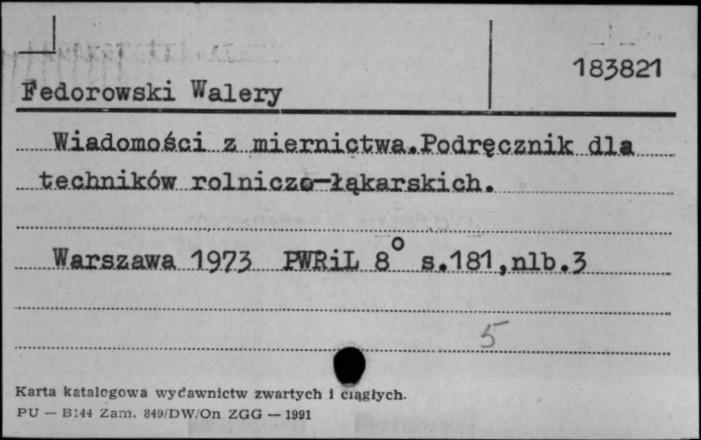 183821
Fedorowski Walery
Wiadomości z miernictwa.Podręcznik dla
techników rolniczo-łąkarskich.
Warszawa 1973 PWRiL 8° s.181,nlb.3
5
Karta katalogowa wydawnictw zwartych i ciągłych.
PU — B144 Zam. 849/DW/On ZGG — 1991